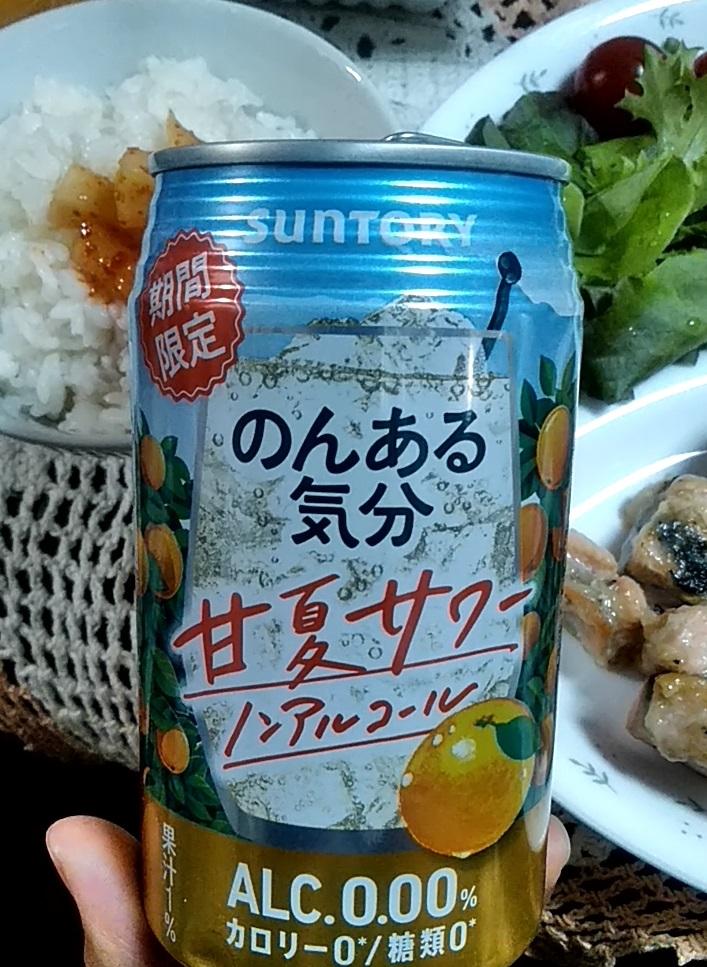 SUNTORY
期間
限定
のんある
気分
甘夏サワー
ノンアルコール
果汁1%
ALC.0.00%
カロリー0*/糖類0*